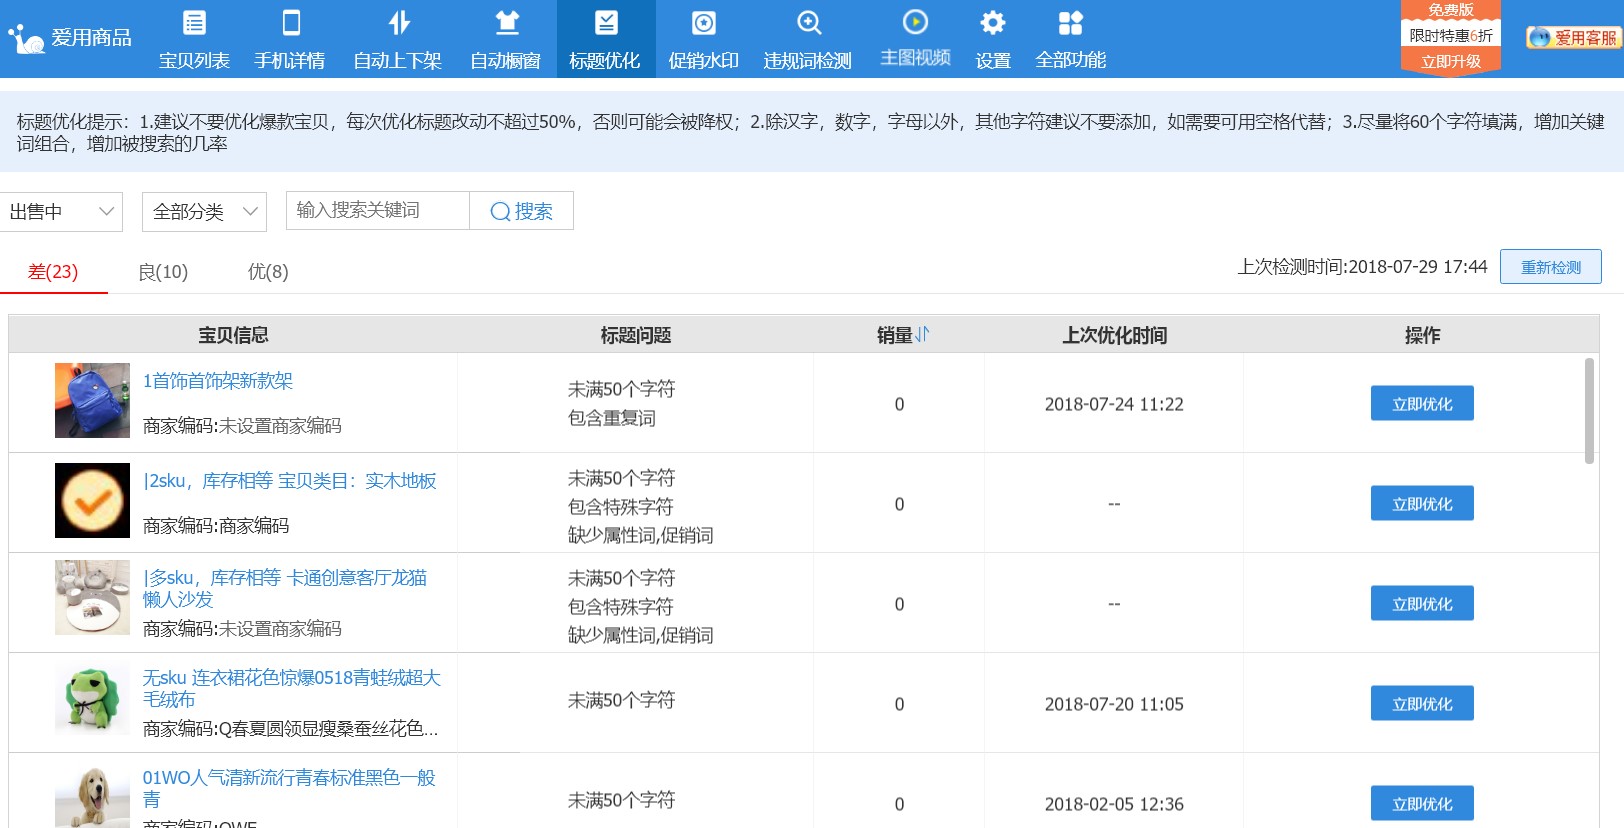 爱用商品
宝贝列表
手机详情
自动上下架
自动橱窗
标题优化
促销水印
违规词检测
主图视频
设置
全部功能
免费版
限时特惠6折
立即升级
爱用客服
标题优化提示：1.建议不要优化爆款宝贝，每次优化标题改动不超过50%，否则可能会被降权；2.除汉字，数字，字母以外，其他字符建议不要添加，如需要可用空格代替；3.尽量将60个字符填满，增加关键
词组合，增加被搜索的几率
出售中
全部分类
输入搜索关键词
搜索
差(23)
良(10)
优(8)
上次检测时间:2018-07-29 17:44
重新检测
宝贝信息
标题问题
销量
上次优化时间
操作
1首饰首饰架新款架
商家编码:未设置商家编码
未满50个字符
包含重复词
0
2018-07-24 11:22
立即优化
|2sku，库存相等 宝贝类目：实木地板
商家编码:商家编码
未满50个字符
包含特殊字符
缺少属性词,促销词
0
--
立即优化
|多sku，库存相等 卡通创意客厅龙猫
懒人沙发
商家编码:未设置商家编码
未满50个字符
包含特殊字符
缺少属性词,促销词
0
--
立即优化
无sku 连衣裙花色惊爆0518青蛙绒超大
毛绒布
商家编码:Q春夏圆领显瘦桑蚕丝花色...
未满50个字符
0
2018-07-20 11:05
立即优化
01WO人气清新流行青春标准黑色一般
青
商家编码:QWE
未满50个字符
0
2018-02-05 12:36
立即优化